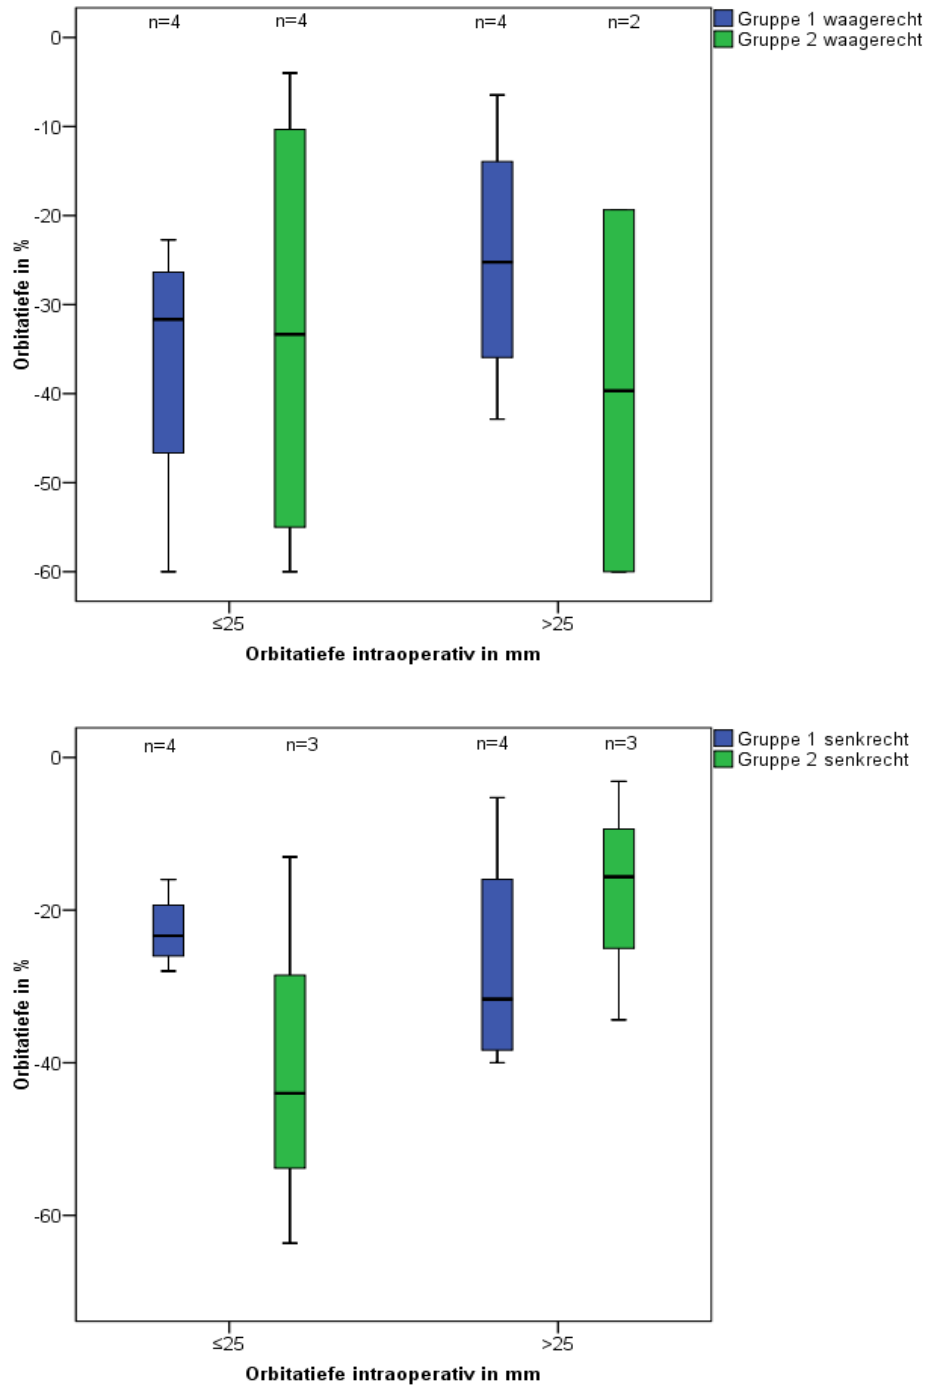 n=4 n=4 n=4 n=2
Gruppe 1 waagerecht
Gruppe 2 waagerecht
0
-10
-20
-30
-40
-50
-60
Orbitatiefe in %
≤25 >25
Orbitatiefe intraoperativ in mm
n=4 n=3 n=4 n=3
Gruppe 1 senkrecht
Gruppe 2 senkrecht
0
-20
-40
-60
Orbitatiefe in %
≤25 >25
Orbitatiefe intraoperativ in mm